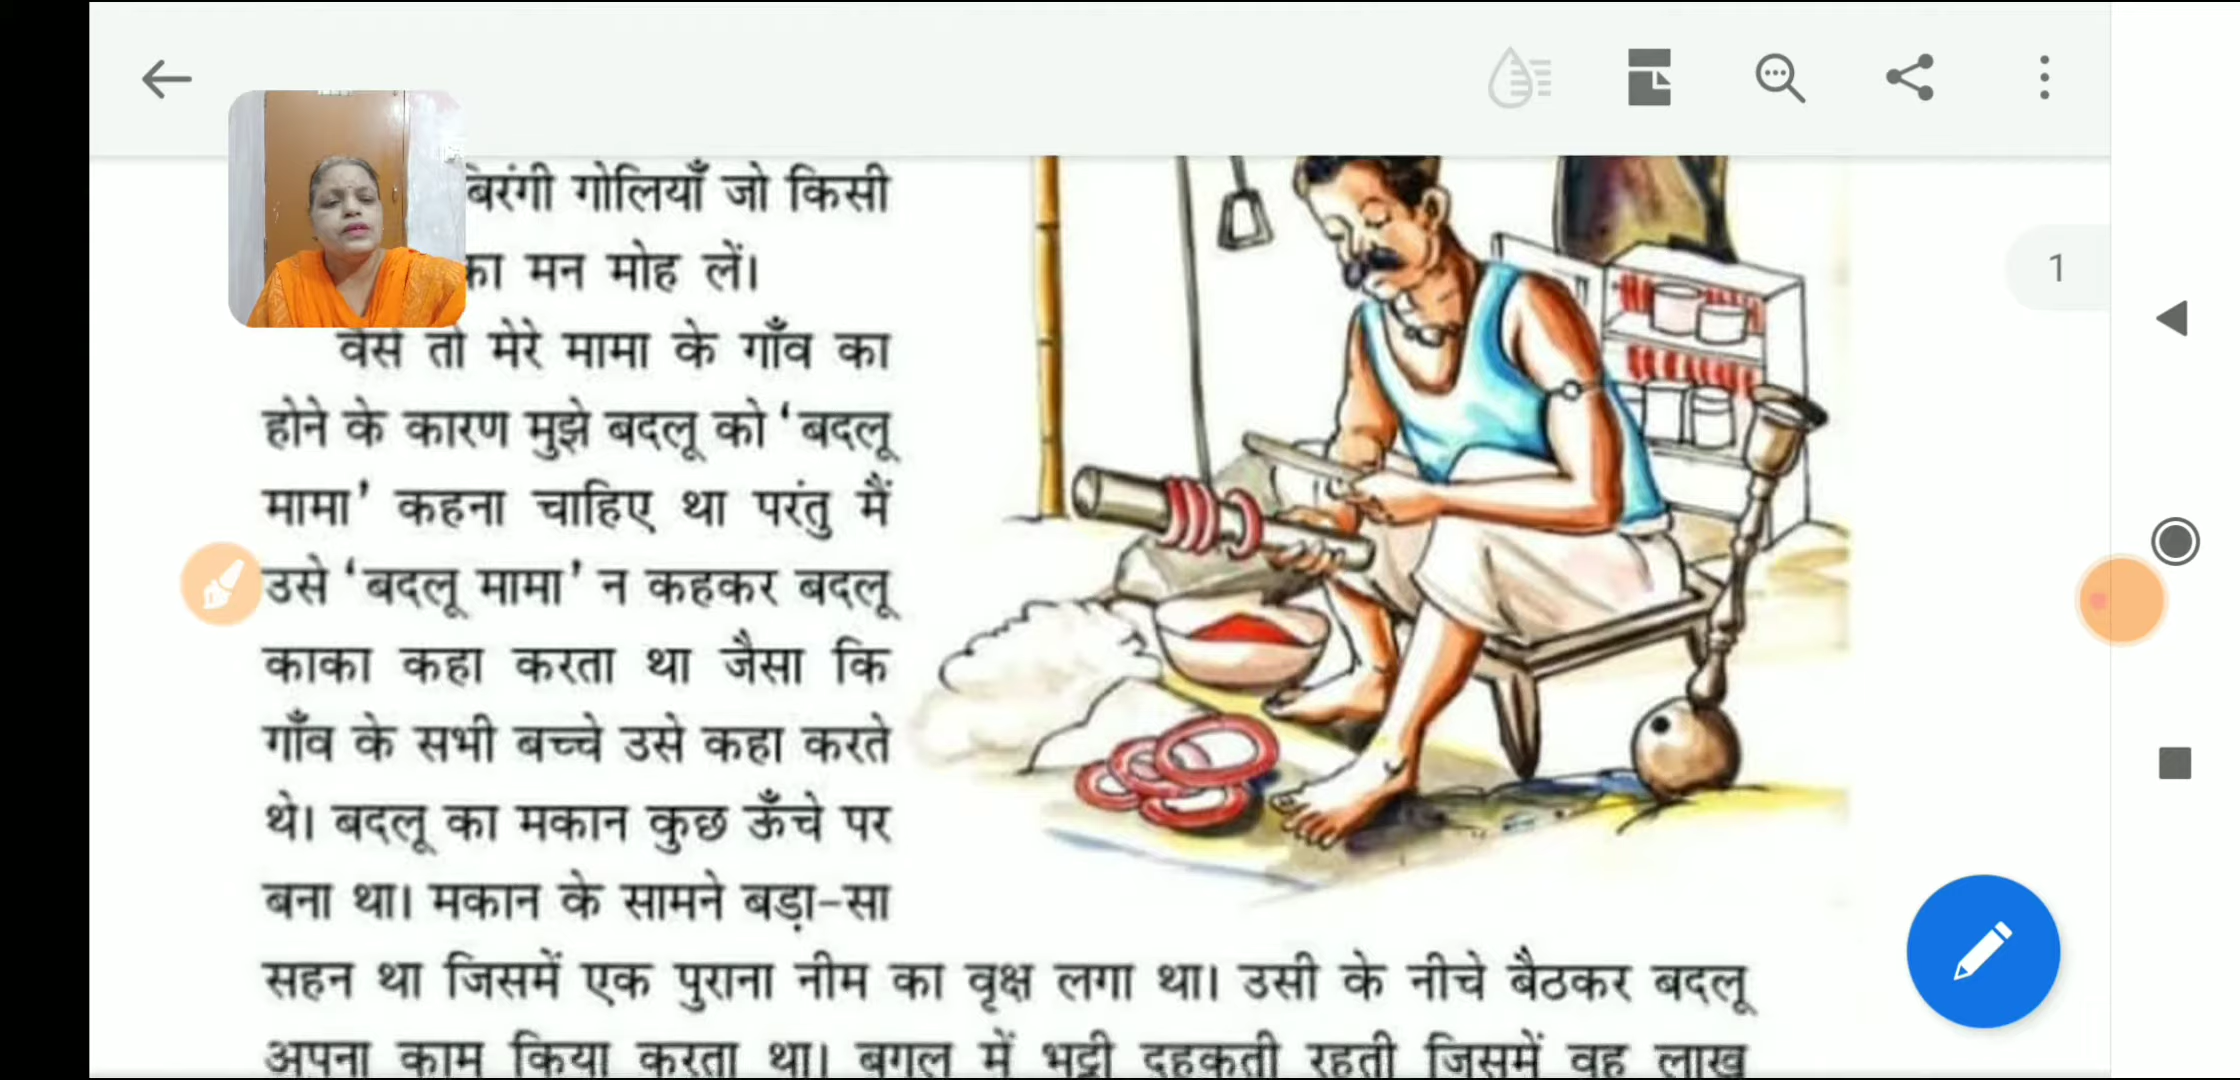 बिरंगी गोलियाँ जो किसी
का मन मोह लें।
वैसे तो मेरे मामा के गाँव का
होने के कारण मुझे बदलू को ‘बदलू
मामा’ कहना चाहिए था परंतु मैं
उसे ‘बदलू मामा’ न कहकर बदलू
काका कहा करता था जैसा कि
गाँव के सभी बच्चे उसे कहा करते
थे। बदलू का मकान कुछ ऊँचे पर
बना था। मकान के सामने बड़ा-सा
सहन था जिसमें एक पुराना नीम का वृक्ष लगा था। उसी के नीचे बैठकर बदलू
अपना काम किया करता था। बगल में भट्ठी दहकती रहती जिसमें वह लाख
1